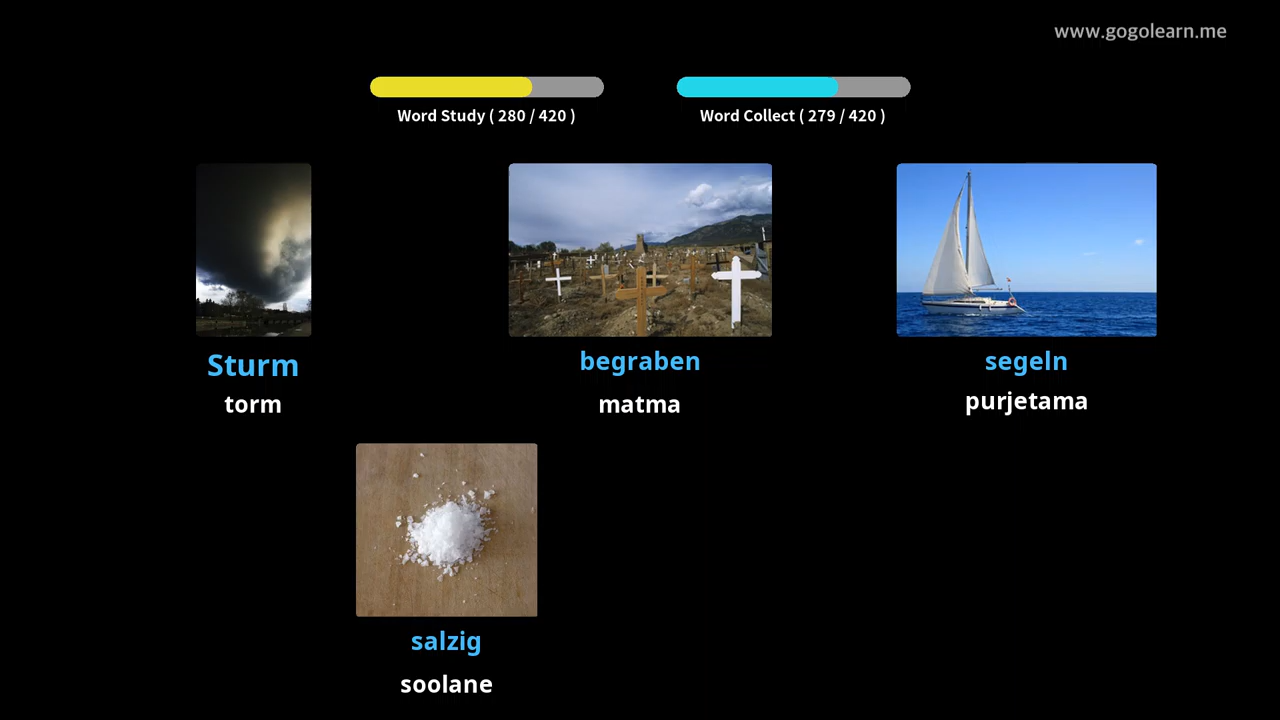 www.gogolearn.me
Word Study ( 280 / 420 )
Word Collect ( 279 / 420 )
Sturm
torm
begraben
matma
segeln
purjetama
salzig
soolane